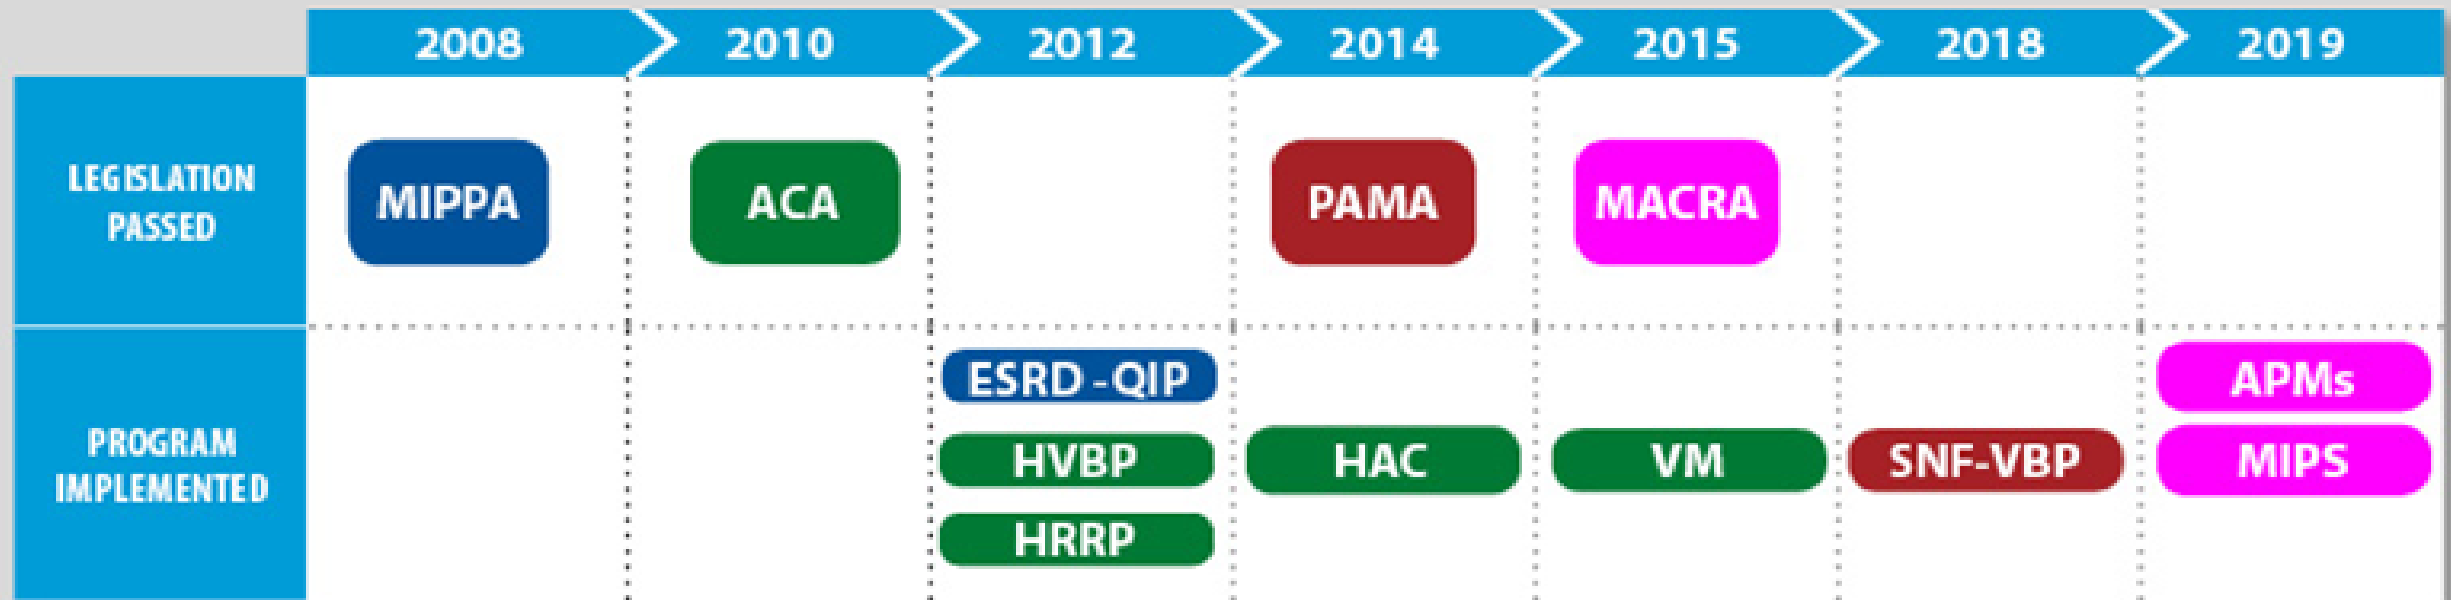 2008 2010 2012 2014 2015 2018 2019
LEGISLATION
PASSED
MIPPA ACA PAMA MACRA
PROGRAM
IMPLEMENTED
ESRD -QIP APMs
HVBP HAC VM SNF-VBP MIPS
HRRP